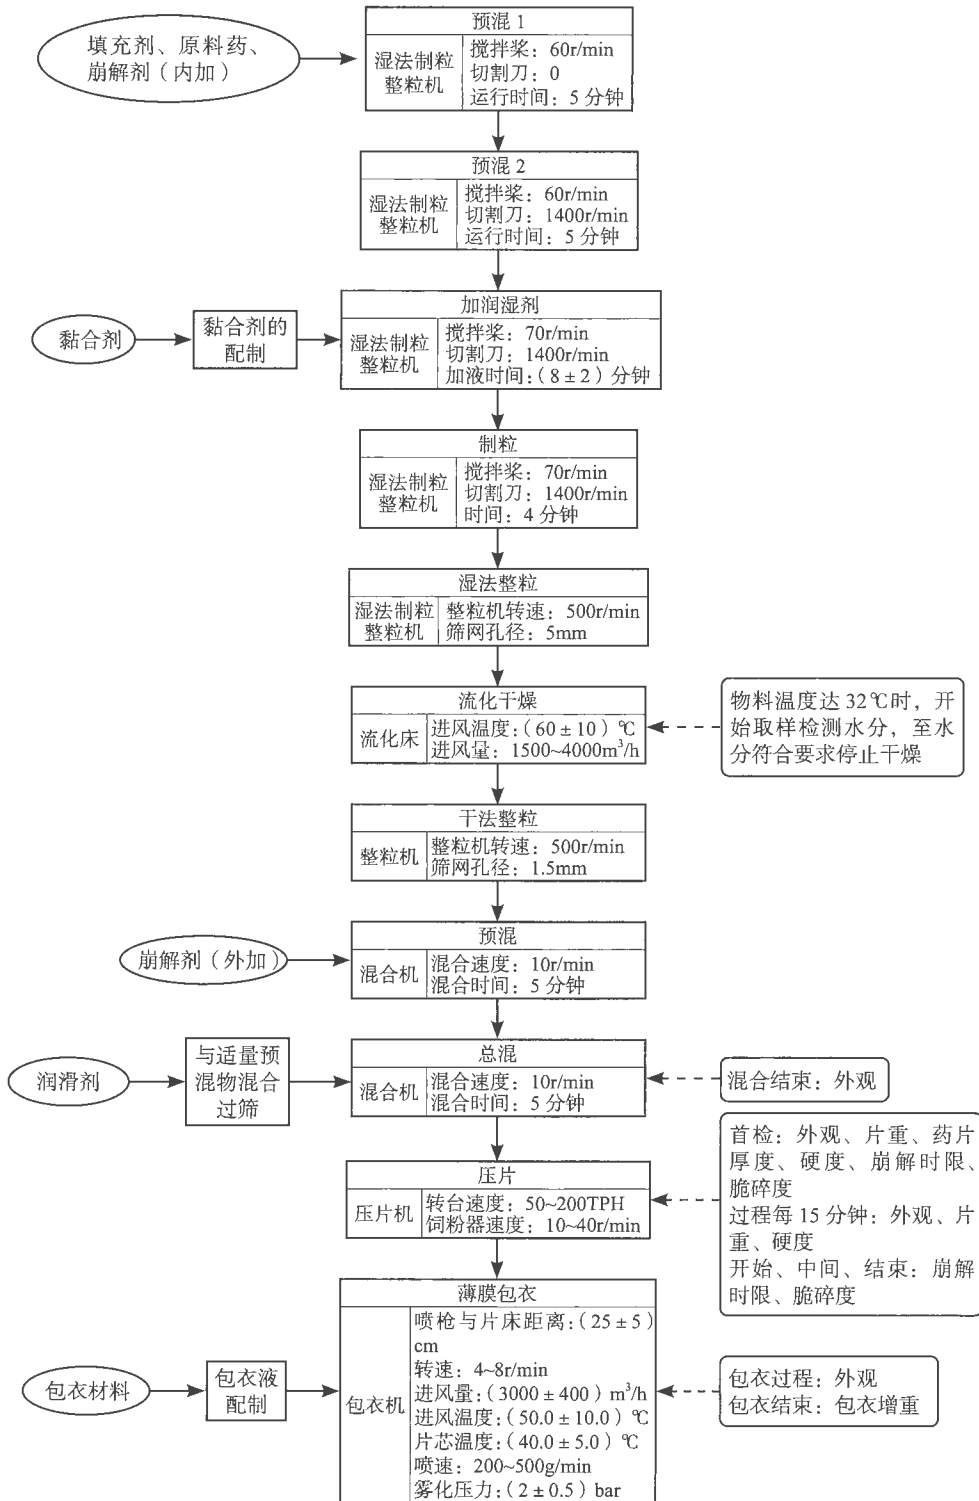 填充剂、原料药、
崩解剂（内加）
预混 1
湿法制粒
整粒机
搅拌桨：60r/min
切割刀：0
运行时间：5 分钟
预混 2
湿法制粒
整粒机
搅拌桨：60r/min
切割刀：1400r/min
运行时间：5 分钟
黏合剂
黏合剂的
配制
加润湿剂
湿法制粒
整粒机
搅拌桨：70r/min
切割刀：1400r/min
加液时间：（8 ± 2）分钟
制粒
湿法制粒
整粒机
搅拌桨：70r/min
切割刀：1400r/min
时间：4 分钟
湿法整粒
湿法制粒
整粒机
整粒机转速：500r/min
筛网孔径：5mm
流化干燥
流化床
进风温度：（60 ± 10）℃
进风量：1500~4000m³/h
物料温度达 32℃时，开
始取样检测水分，至水
分符合要求停止干燥
干法整粒
整粒机
整粒机转速：500r/min
筛网孔径：1.5mm
崩解剂（外加）
预混
混合机
混合速度：10r/min
混合时间：5 分钟
润滑剂
与适量预
混物混合
过筛
总混
混合机
混合速度：10r/min
混合时间：5 分钟
混合结束：外观
压片
压片机
转台速度：50~200TPH
饲粉器速度：10~40r/min
首检：外观、片重、药片
厚度、硬度、崩解时限、
脆碎度
过程每 15 分钟：外观、片
重、硬度
开始、中间、结束：崩解
时限、脆碎度
包衣材料
包衣液
配制
薄膜包衣
包衣机
喷枪与片床距离：（25 ± 5）
cm
转速：4~8r/min
进风量：（3000 ± 400）m³/h
进风温度：（50.0 ± 10.0）℃
片芯温度：（40.0 ± 5.0）℃
喷速：200~500g/min
雾化压力：（2 ± 0.5）bar
包衣过程：外观
包衣结束：包衣增重